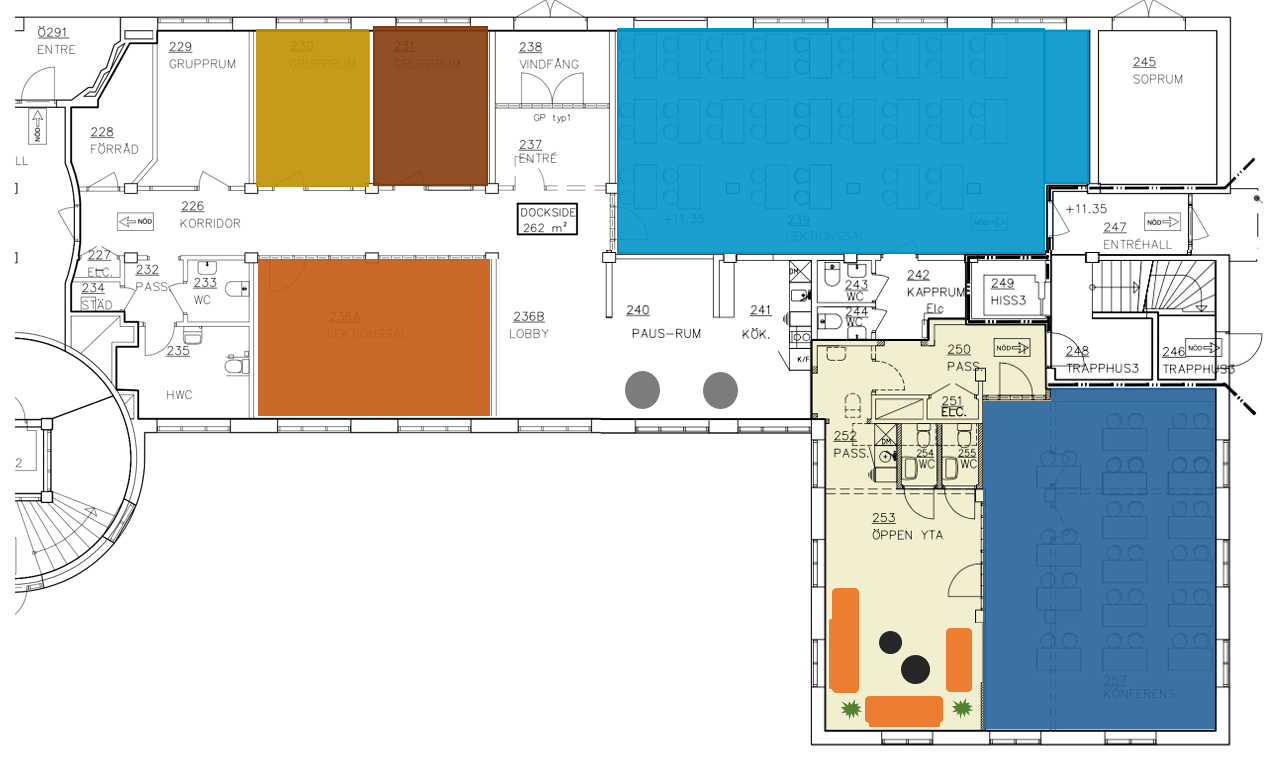 Ö291
ENTRE
229
GRUPPRUM
230
GRUPPRUM
231
GRUPPRUM
238
VINDFÅNG
GP typ1
245
SOPRUM
NÖD
LL
228
FÖRRÅD
237
ENTRÉ
226
KORRIDOR
NÖD
DOCKSIDE
262 m²
+11.35
239
LEKTIONSSAL
NÖD
+11.35
247
ENTRÉHALL
NÖD
227
ELC.
232
PASS.
233
WC
234
STÄD
235
HWC
236A
LEKTIONSSAL
236B
LOBBY
240
PAUS-RUM
241
KÖK.
DM
K/F
243
WC
244
WC
242
KAPPRUM
Elc
249
HISS3
248
TRAPPHUS3
246
TRAPPHUS3
NÖD
250
PASS.
NÖD
251
ELC.
252
PASS.
DM
254
WC
255
WC
253
ÖPPEN YTA
257
KONFERENS
2